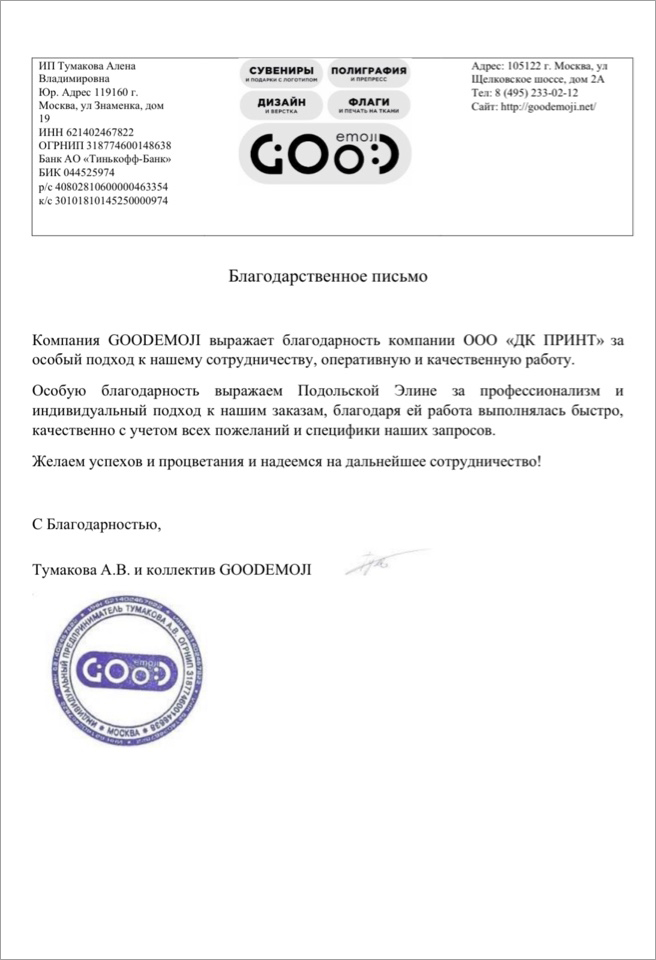 ИП Тумакова Алена
Владимировна
Юр. Адрес 119160 г.
Москва, ул Знаменка, дом
19
ИНН 621402467822
ОГРНИП 318774600148638
Банк АО «Тинькофф-Банк»
БИК 044525974
р/с 40802810600000463354
к/с 30101810145250000974
СУВЕНИРЫ
И ПОДАРКИ С ЛОГОТИПОМ
ПОЛИГРАФИЯ
И ПРЕПРЕСС
ДИЗАЙН
И ВЕРСТКА
ФЛАГИ
И ПЕЧАТЬ НА ТКАНИ
emoji
GOOD
Адрес: 105122 г. Москва, ул
Щелковское шоссе, дом 2А
Тел: 8 (495) 233-02-12
Сайт: http://goodemoji.net/
Благодарственное письмо
Компания GOODEMOJI выражает благодарность компании ООО «ДК ПРИНТ» за
особый подход к нашему сотрудничеству, оперативную и качественную работу.
Особую благодарность выражаем Подольской Элине за профессионализм и
индивидуальный подход к нашим заказам, благодаря ей работа выполнялась быстро,
качественно с учетом всех пожеланий и специфики наших запросов.
Желаем успехов и процветания и надеемся на дальнейшее сотрудничество!
С Благодарностью,
Тумакова А.В. и коллектив GOODEMOJI
ИНДИВИДУАЛЬНЫЙ ПРЕДПРИНИМАТЕЛЬ ТУМАКОВА А.В. ОГРНИП 318774600148638
* МОСКВА *
emoji
GOOD